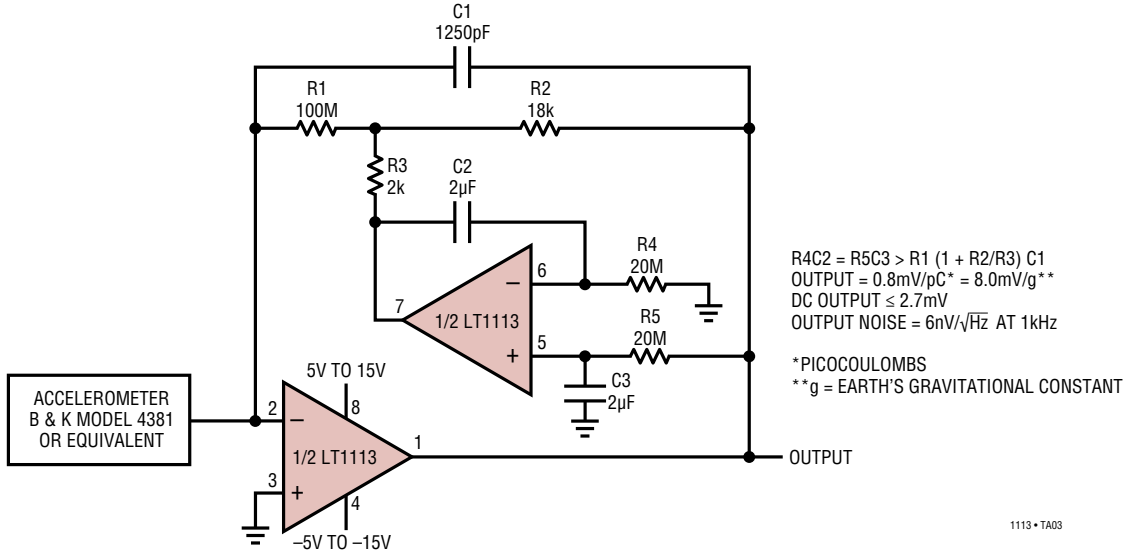 C1
1250pF
R1
100M
R2
18k
R3
2k
C2
2µF
R4
20M
6
–
7
1/2 LT1113
5
+
R5
20M
C3
2µF
R4C2 = R5C3 > R1 (1 + R2/R3) C1
OUTPUT = 0.8mV/pC* = 8.0mV/g**
DC OUTPUT ≤ 2.7mV
OUTPUT NOISE = 6nV/√Hz AT 1kHz
*PICOCOULOMBS
**g = EARTH'S GRAVITATIONAL CONSTANT
ACCELEROMETER
B & K MODEL 4381
OR EQUIVALENT
5V TO 15V
8
2
–
1/2 LT1113
1
3
+
4
–5V TO –15V
OUTPUT
1113 • TA03